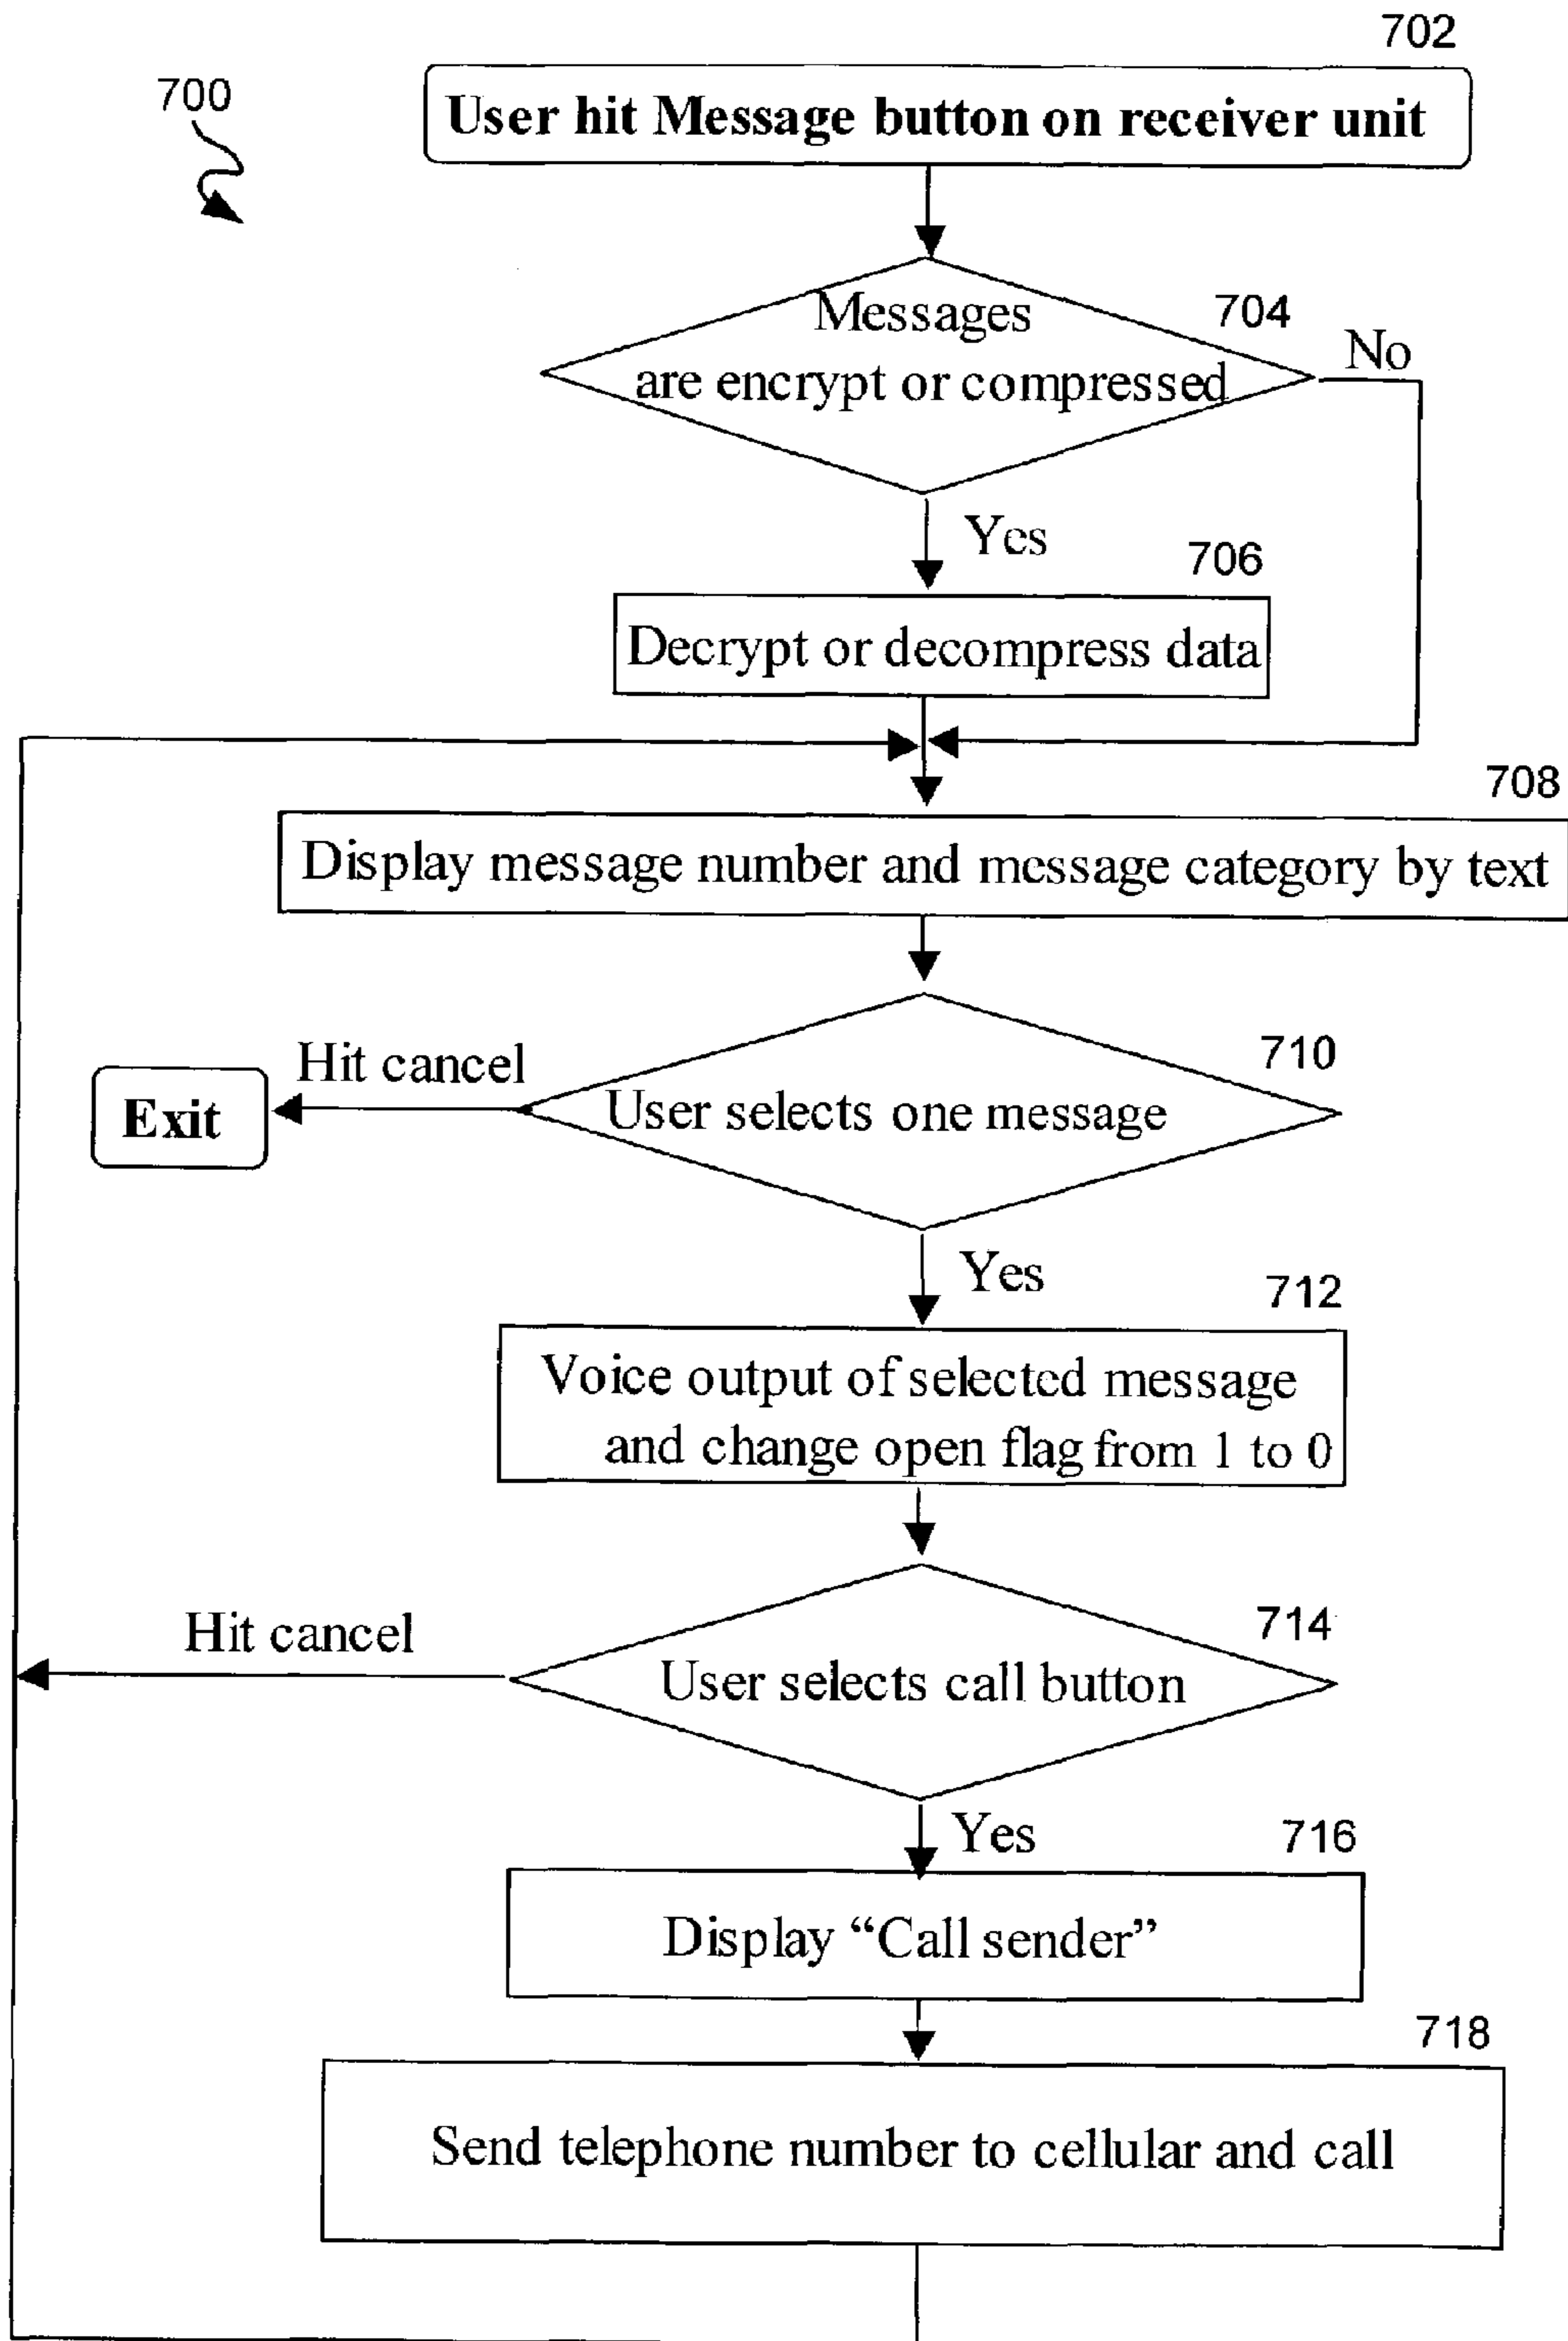 702
700
User hit Message button on receiver unit
Messages
704
No
are encrypt or compressed
Yes
706
Decrypt or decompress data
708
Display message number and message category by text
Hit cancel
710
Exit
User selects one message
Yes
712
Voice output of selected message
and change open flag from 1 to 0
Hit cancel
714
User selects call button
Yes
716
Display “Call sender”
718
Send telephone number to cellular and call